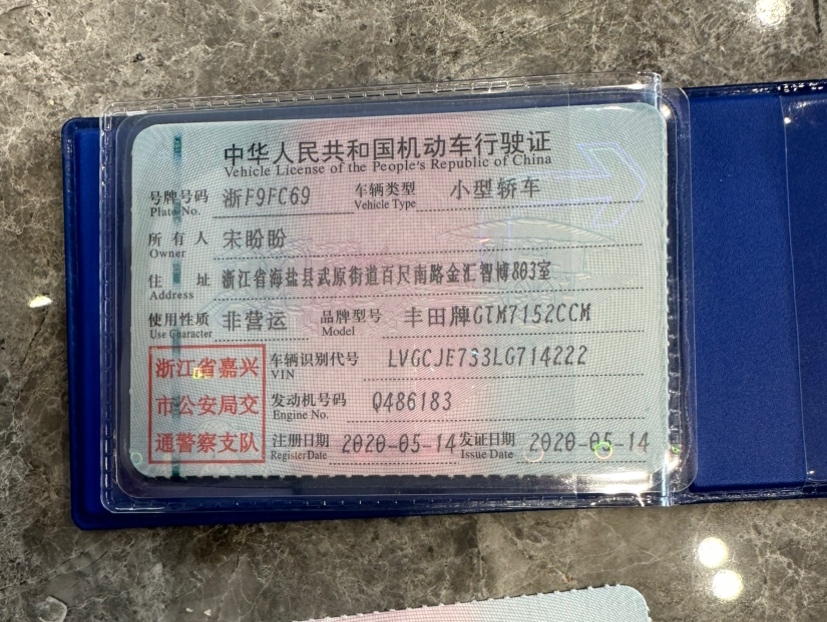 中华人民共和国机动车行驶证
Vehicle License of the People's Republic of China
号牌号码 浙F9FC69 车辆类型 小型轿车
Plate No. Vehicle Type
所有人 宋盼盼
Owner
住址 浙江省海盐县武原街道百尺南路金汇智博803室
Address
使用性质 非营运 品牌型号 丰田牌GTM7152CCM
Use Character Model
浙江省嘉兴
市公安局交
通警察支队
车辆识别代号 LVGCJE733LG714222
VIN
发动机号码 Q486183
Engine No.
注册日期 2020-05-14 发证日期 2020-05-14
Register Date Issue Date